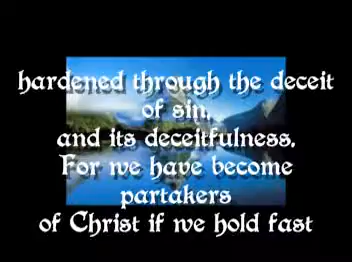 hardened through the deceit
of sin,
and its deceitfulness.
For we have become
partakers
of Christ if we hold fast